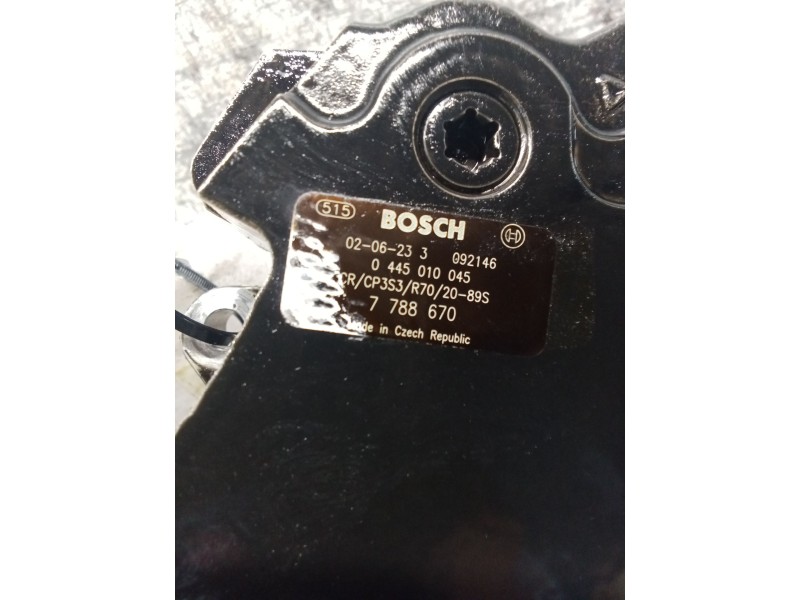 515 BOSCH
02-06-23 3 092146
0 445 010 045
CR/CP3S3/R70/20-89S
7 788 670
Made in Czech Republic